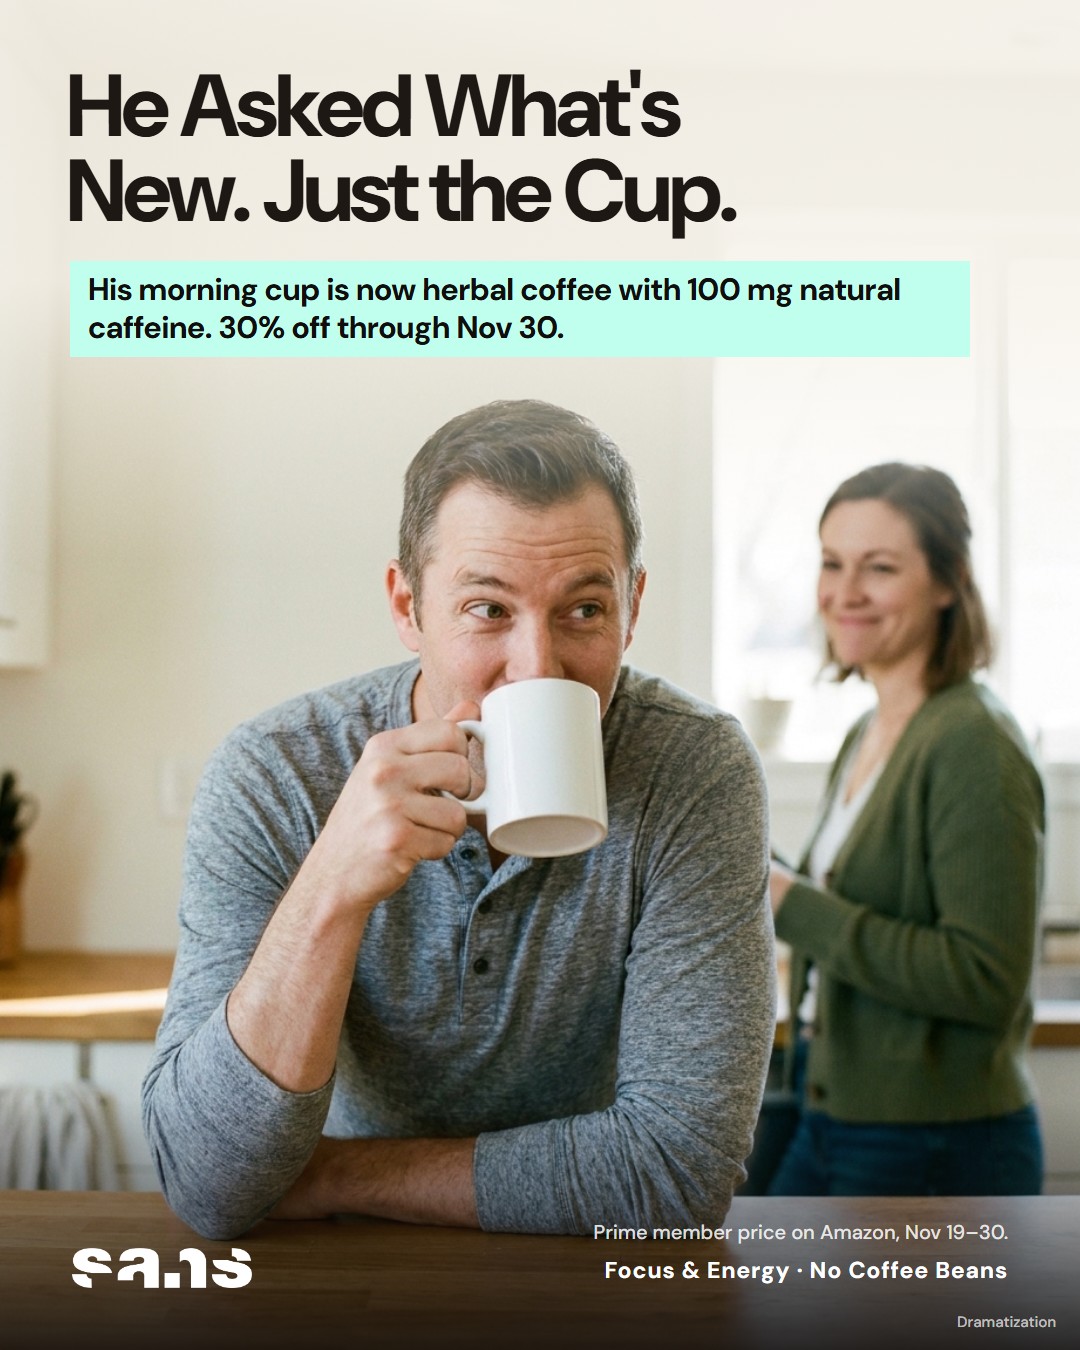 He Asked What's
New. Just the Cup.
His morning cup is now herbal coffee with 100 mg natural
caffeine. 30% off through Nov 30.
Prime member price on Amazon, Nov 19–30.
sans
Focus & Energy · No Coffee Beans
Dramatization